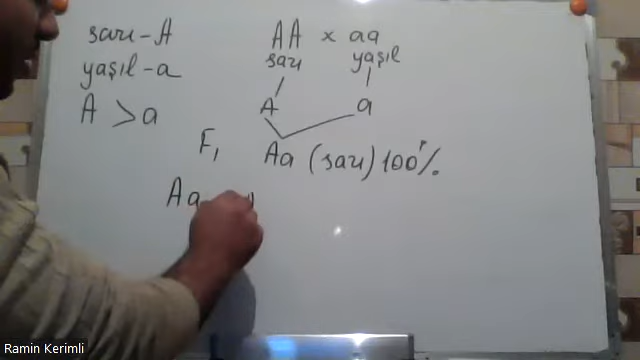 sarı-A
yaşıl-a
A > a
AA x aa
sarı yaşıl
A a
F₁ Aa (sarı) 100%
Aa
Ramin Kerimli